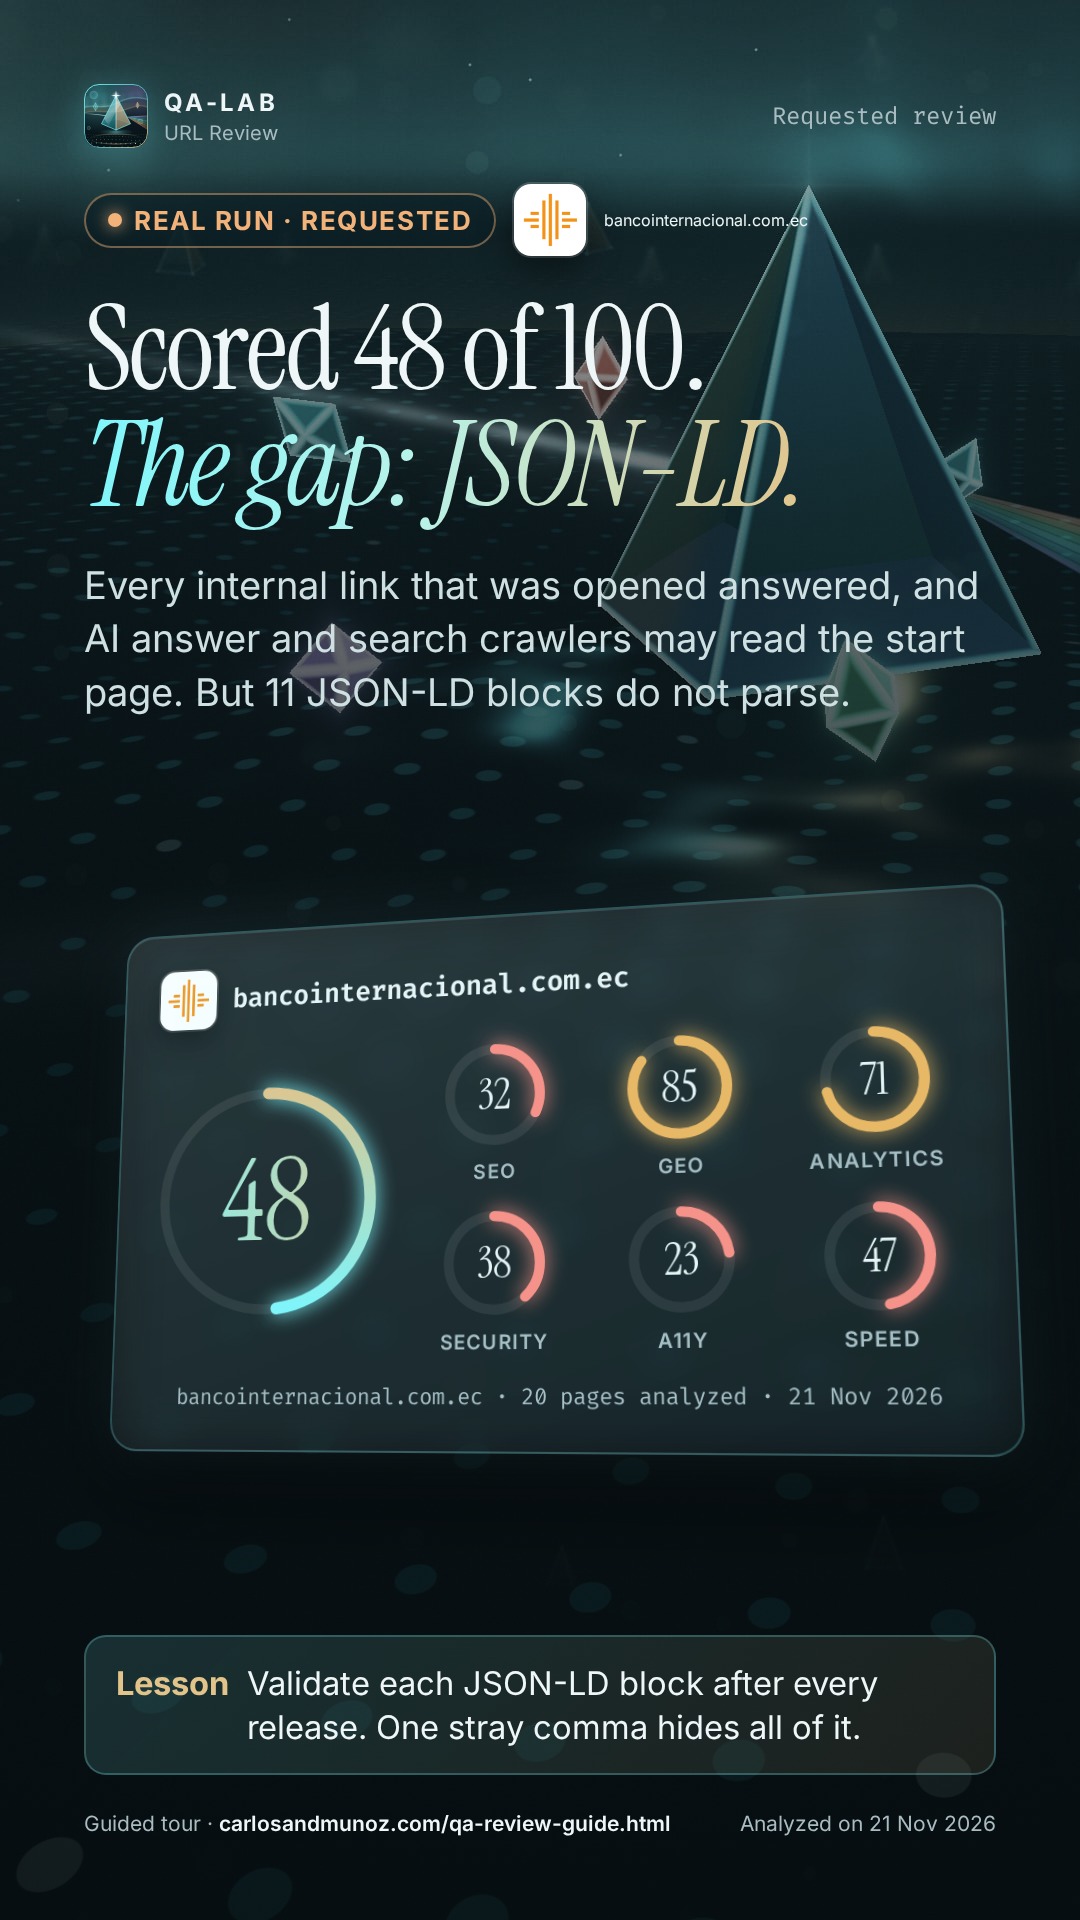 QA-LAB
URL Review
Requested review
REAL RUN · REQUESTED
bancointernacional.com.ec
Scored 48 of 100.
The gap: JSON-LD.
Every internal link that was opened answered, and
AI answer and search crawlers may read the start
page. But 11 JSON-LD blocks do not parse.
bancointernacional.com.ec
48
32
SEO
85
GEO
71
ANALYTICS
38
SECURITY
23
A11Y
47
SPEED
bancointernacional.com.ec · 20 pages analyzed · 21 Nov 2026
Lesson Validate each JSON-LD block after every
release. One stray comma hides all of it.
Guided tour · carlosandmunoz.com/qa-review-guide.html
Analyzed on 21 Nov 2026